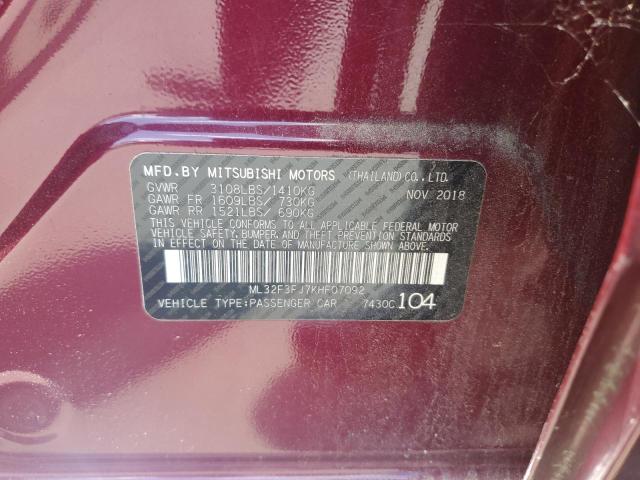 MFD.BY MITSUBISHI MOTORS (THAILAND)CO.,LTD.
GVWR 3108LBS/1410KG NOV 2018
GAWR FR 1609LBS/ 730KG
GAWR RR 1521LBS/ 690KG
THIS VEHICLE CONFORMS TO ALL APPLICABLE FEDERAL MOTOR
VEHICLE SAFETY,BUMPER,AND THEFT PREVENTION STANDARDS
IN EFFECT ON THE DATE OF MANUFACTURE SHOWN ABOVE.
ML32F3FJ7KHF07092
VEHICLE TYPE:PASSENGER CAR 7430C 104